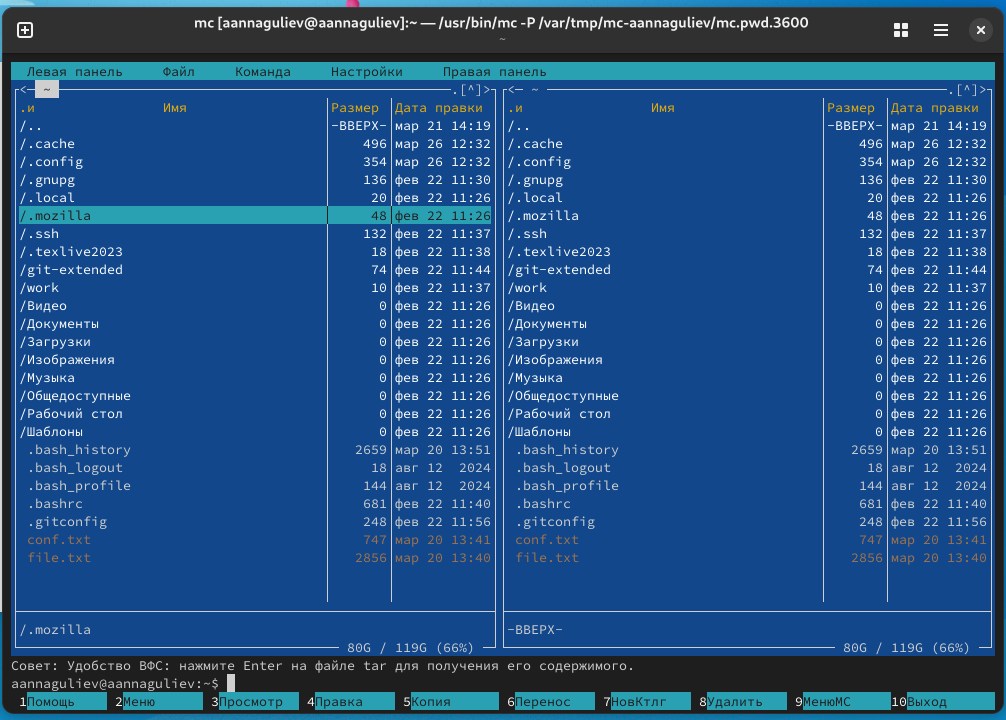 mc [aannaguliev@aannaguliev]:~ — /usr/bin/mc -P /var/tmp/mc-aannaguliev/mc.pwd.3600
~
Левая панель Файл Команда Настройки Правая панель
<- ~ .[^]> <- ~ .[^]>
.и Имя Размер Дата правки .и Имя Размер Дата правки
/.. -ВВЕРХ- мар 21 14:19 /.. -ВВЕРХ- мар 21 14:19
/.cache 496 мар 26 12:32 /.cache 496 мар 26 12:32
/.config 354 мар 26 12:32 /.config 354 мар 26 12:32
/.gnupg 136 фев 22 11:30 /.gnupg 136 фев 22 11:30
/.local 20 фев 22 11:26 /.local 20 фев 22 11:26
/.mozilla 48 фев 22 11:26 /.mozilla 48 фев 22 11:26
/.ssh 132 фев 22 11:37 /.ssh 132 фев 22 11:37
/.texlive2023 18 фев 22 11:38 /.texlive2023 18 фев 22 11:38
/git-extended 74 фев 22 11:44 /git-extended 74 фев 22 11:44
/work 10 фев 22 11:37 /work 10 фев 22 11:37
/Видео 0 фев 22 11:26 /Видео 0 фев 22 11:26
/Документы 0 фев 22 11:26 /Документы 0 фев 22 11:26
/Загрузки 0 фев 22 11:26 /Загрузки 0 фев 22 11:26
/Изображения 0 фев 22 11:26 /Изображения 0 фев 22 11:26
/Музыка 0 фев 22 11:26 /Музыка 0 фев 22 11:26
/Общедоступные 0 фев 22 11:26 /Общедоступные 0 фев 22 11:26
/Рабочий стол 0 фев 22 11:26 /Рабочий стол 0 фев 22 11:26
/Шаблоны 0 фев 22 11:26 /Шаблоны 0 фев 22 11:26
.bash_history 2659 мар 20 13:51 .bash_history 2659 мар 20 13:51
.bash_logout 18 авг 12 2024 .bash_logout 18 авг 12 2024
.bash_profile 144 авг 12 2024 .bash_profile 144 авг 12 2024
.bashrc 681 фев 22 11:40 .bashrc 681 фев 22 11:40
.gitconfig 248 фев 22 11:56 .gitconfig 248 фев 22 11:56
conf.txt 747 мар 20 13:41 conf.txt 747 мар 20 13:41
file.txt 2856 мар 20 13:40 file.txt 2856 мар 20 13:40
/.mozilla -ВВЕРХ-
80G / 119G (66%) 80G / 119G (66%)
Совет: Удобство ВФС: нажмите Enter на файле tar для получения его содержимого.
aannaguliev@aannaguliev:~$
1Помощь 2Меню 3Просмотр 4Правка 5Копия 6Перенос 7НовКтлг 8Удалить 9МенюMC 10Выход